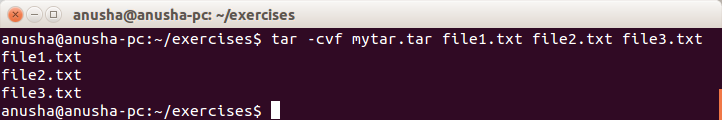 anusha@anusha-pc: ~/exercises
anusha@anusha-pc:~/exercises$ tar -cvf mytar.tar file1.txt file2.txt file3.txt
file1.txt
file2.txt
file3.txt
anusha@anusha-pc:~/exercises$